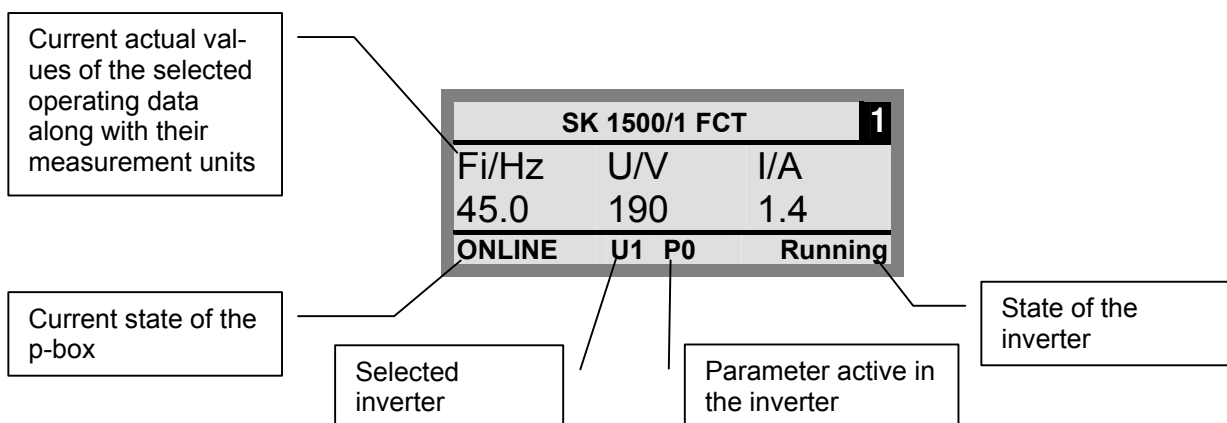 Current actual val-
ues of the selected
operating data
along with their
measurement units
SK 1500/1 FCT 1
Fi/Hz U/V I/A
45.0 190 1.4
ONLINE U1 P0 Running
Current state of the
p-box
Selected
inverter
Parameter active in
the inverter
State of the
inverter